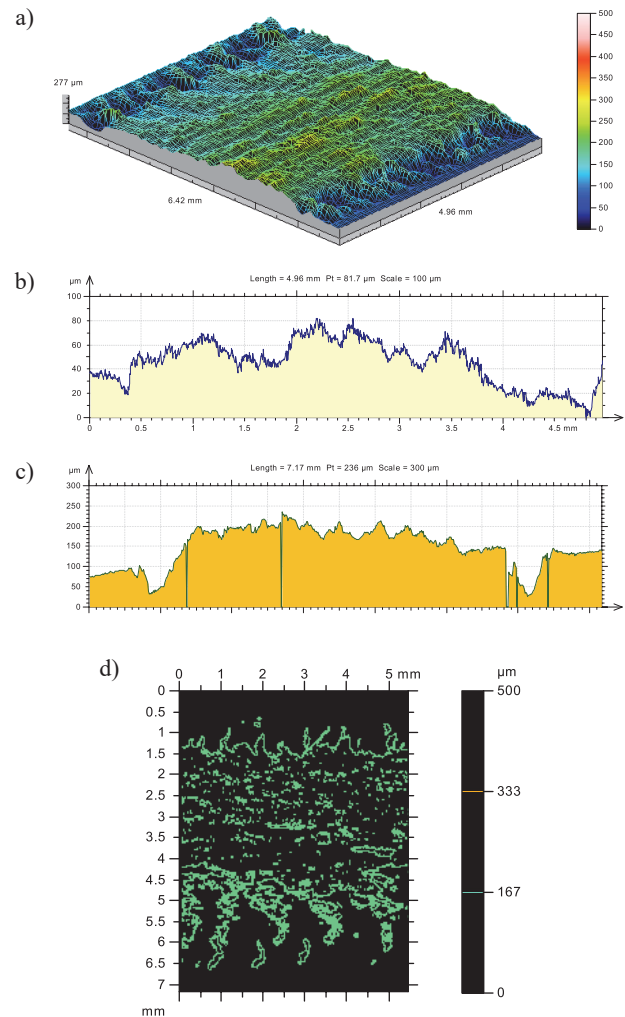 a)
500
450
400
350
300
250
200
150
100
50
0
277 µm
6.42 mm
4.96 mm
b)
Length = 4.96 mm Pt = 81.7 µm Scale = 100 µm
µm
100
80
60
40
20
0
0 0.5 1 1.5 2 2.5 3 3.5 4 4.5 mm
c)
Length = 7.17 mm Pt = 236 µm Scale = 300 µm
µm
300
250
200
150
100
50
0
d)
0 1 2 3 4 5 mm
µm
0
0.5
1
1.5
2
2.5
3
3.5
4
4.5
5
5.5
6
6.5
7
mm
500
333
167
0